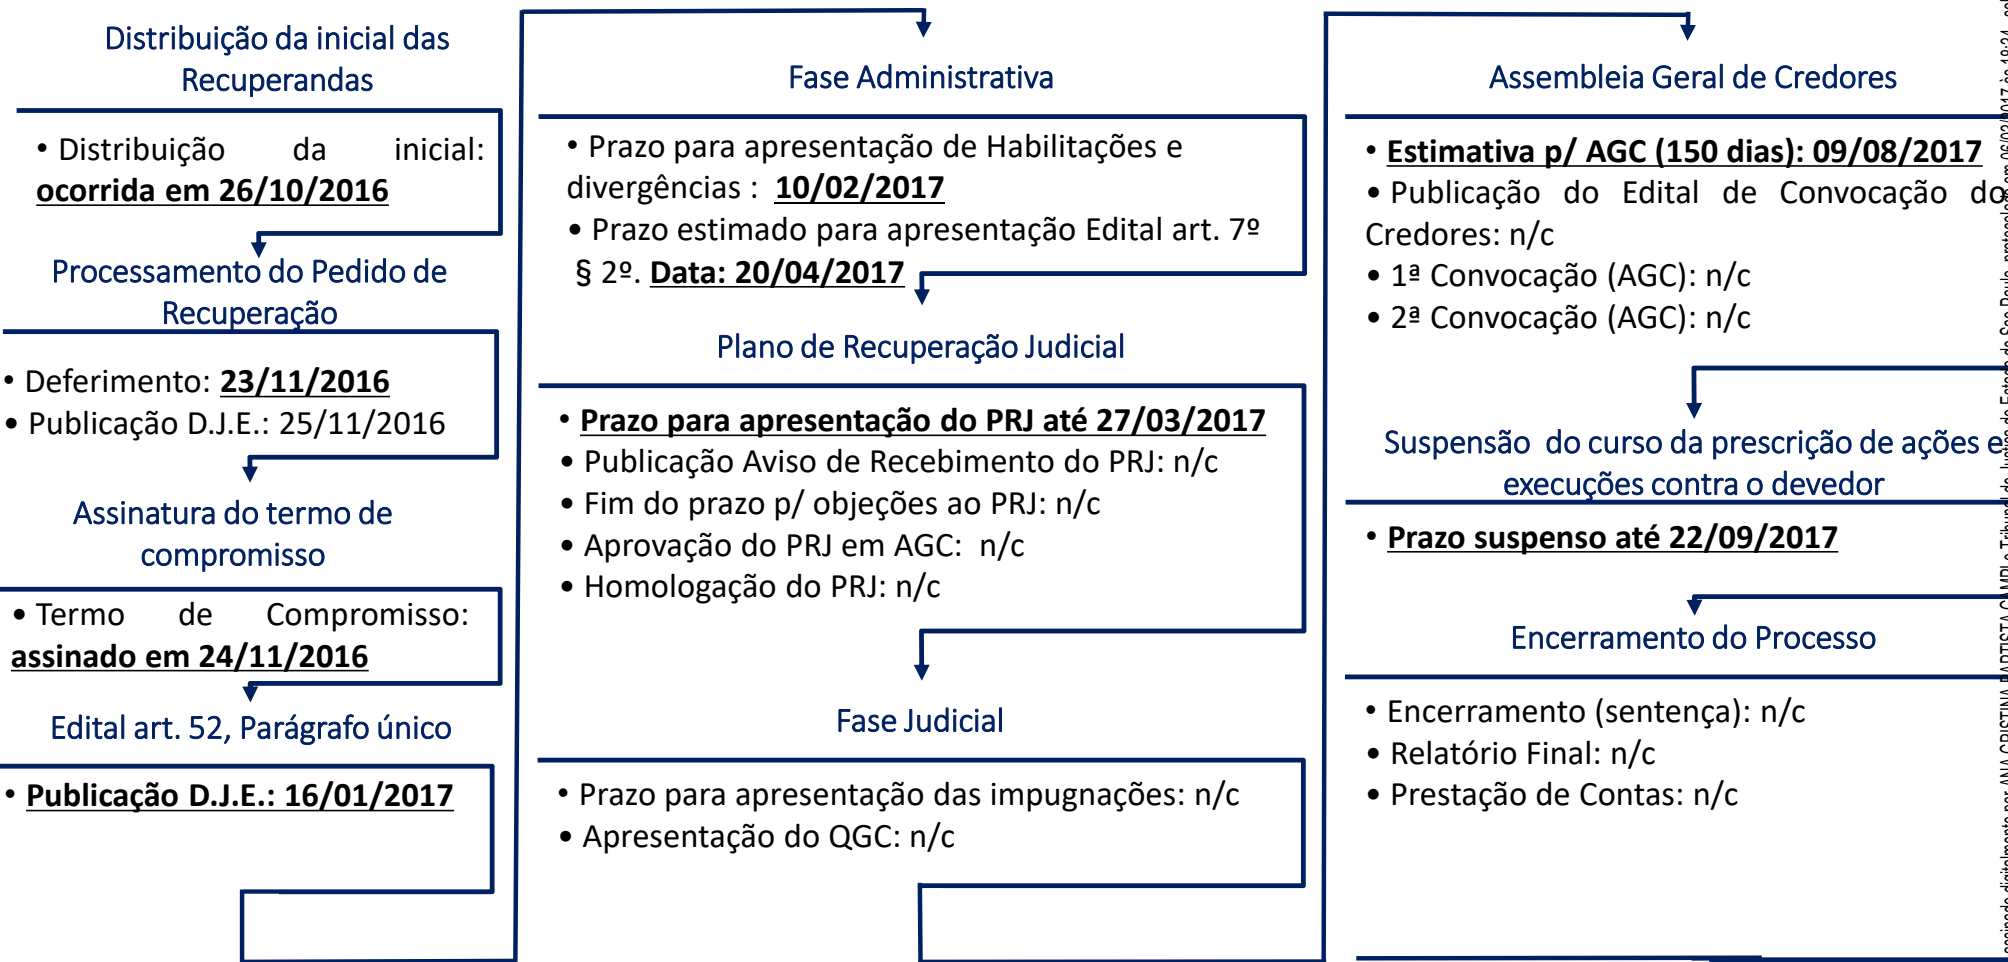 Distribuição da inicial das
Recuperandas
• Distribuição da inicial:
ocorrida em 26/10/2016
Processamento do Pedido de
Recuperação
• Deferimento: 23/11/2016
• Publicação D.J.E.: 25/11/2016
Assinatura do termo de
compromisso
• Termo de Compromisso:
assinado em 24/11/2016
Edital art. 52, Parágrafo único
• Publicação D.J.E.: 16/01/2017
Fase Administrativa
• Prazo para apresentação de Habilitações e
divergências : 10/02/2017
• Prazo estimado para apresentação Edital art. 7º
§ 2º. Data: 20/04/2017
Plano de Recuperação Judicial
• Prazo para apresentação do PRJ até 27/03/2017
• Publicação Aviso de Recebimento do PRJ: n/c
• Fim do prazo p/ objeções ao PRJ: n/c
• Aprovação do PRJ em AGC: n/c
• Homologação do PRJ: n/c
Fase Judicial
• Prazo para apresentação das impugnações: n/c
• Apresentação do QGC: n/c
Assembleia Geral de Credores
• Estimativa p/ AGC (150 dias): 09/08/2017
• Publicação do Edital de Convocação do
Credores: n/c
• 1ª Convocação (AGC): n/c
• 2ª Convocação (AGC): n/c
Suspensão do curso da prescrição de ações e
execuções contra o devedor
• Prazo suspenso até 22/09/2017
Encerramento do Processo
• Encerramento (sentença): n/c
• Relatório Final: n/c
• Prestação de Contas: n/c